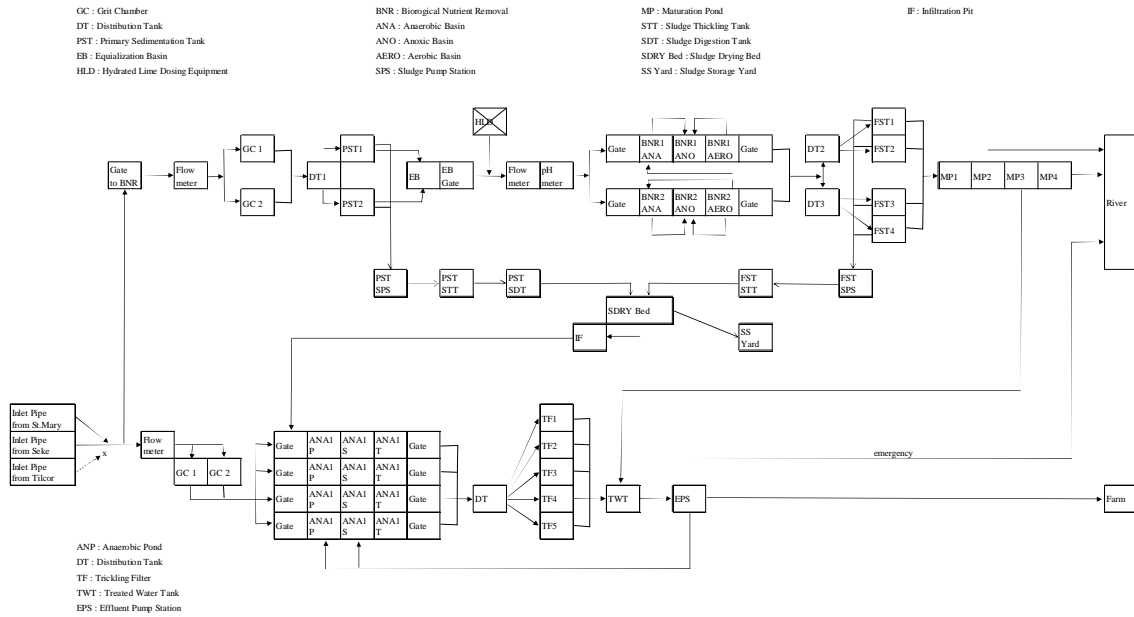 GC : Grit Chamber
DT : Distribution Tank
PST : Primary Sedimentation Tank
EB : Equialization Basin
HLD : Hydrated Lime Dosing Equipment
BNR : Biorogical Nutrient Removal
ANA : Anaerobic Basin
ANO : Anoxic Basin
AERO : Aerobic Basin
SPS : Sludge Pump Station
MP : Maturation Pond
STT : Sludge Thickling Tank
SDT : Sludge Digestion Tank
SDRY Bed : Sludge Drying Bed
SS Yard : Sludge Storage Yard
IF : Infiltration Pit
HLD
Gate
to BNR
Flow
meter
GC 1
GC 2
DT1
PST1
PST2
EB
EB
Gate
Flow
meter
pH
meter
Gate
BNR1
ANA
BNR1
ANO
BNR1
AERO
Gate
Gate
BNR2
ANA
BNR2
ANO
BNR2
AERO
Gate
DT2
DT3
FST1
FST2
FST3
FST4
MP1
MP2
MP3
MP4
River
PST
SPS
PST
STT
PST
SDT
FST
STT
FST
SPS
SDRY Bed
IF
SS
Yard
Inlet Pipe
from St.Mary
Inlet Pipe
from Seke
Inlet Pipe
from Tilcor
x
Flow
meter
GC 1
GC 2
Gate
ANA1
P
ANA1
S
ANA1
T
Gate
Gate
ANA1
P
ANA1
S
ANA1
T
Gate
Gate
ANA1
P
ANA1
S
ANA1
T
Gate
Gate
ANA1
P
ANA1
S
ANA1
T
Gate
DT
TF1
TF2
TF3
TF4
TF5
TWT
EPS
emergency
Farm
ANP : Anaerobic Pond
DT : Distribution Tank
TF : Trickling Filter
TWT : Treated Water Tank
EPS : Effluent Pump Station